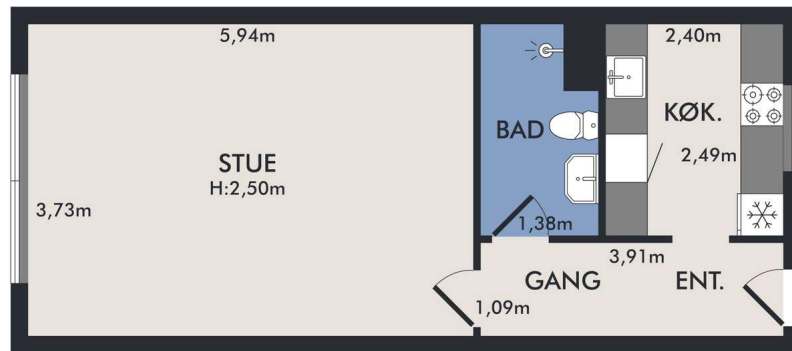 5,94m
2,40m
BAD
KØK.
STUE
H:2,50m
2,49m
3,73m
1,38m
3,91m
GANG
ENT.
1,09m